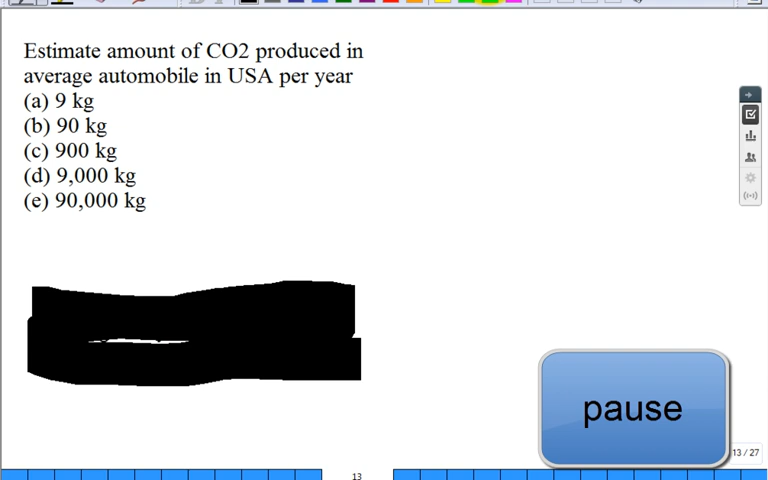 Estimate amount of CO2 produced in
average automobile in USA per year
(a) 9 kg
(b) 90 kg
(c) 900 kg
(d) 9,000 kg
(e) 90,000 kg
pause
13 / 27
13